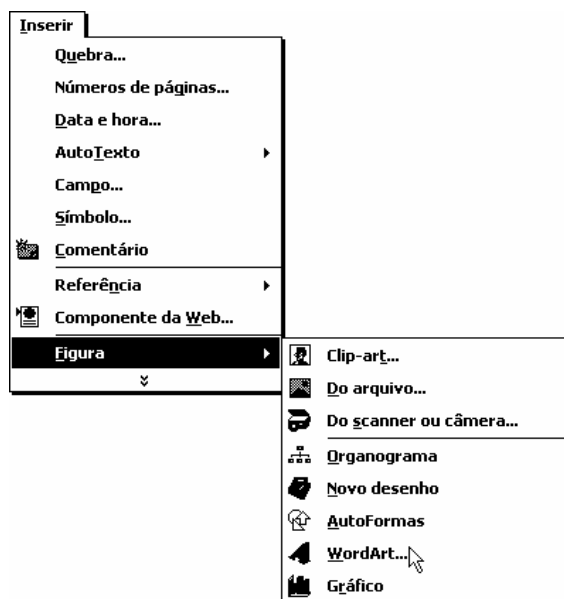 Inserir
Quebra...
Números de páginas...
Data e hora...
AutoTexto
Campo...
Símbolo...
Comentário
Referência
Componente da Web...
Figura
Clip-art...
Do arquivo...
Do scanner ou câmera...
Organograma
Novo desenho
AutoFormas
WordArt...
Gráfico